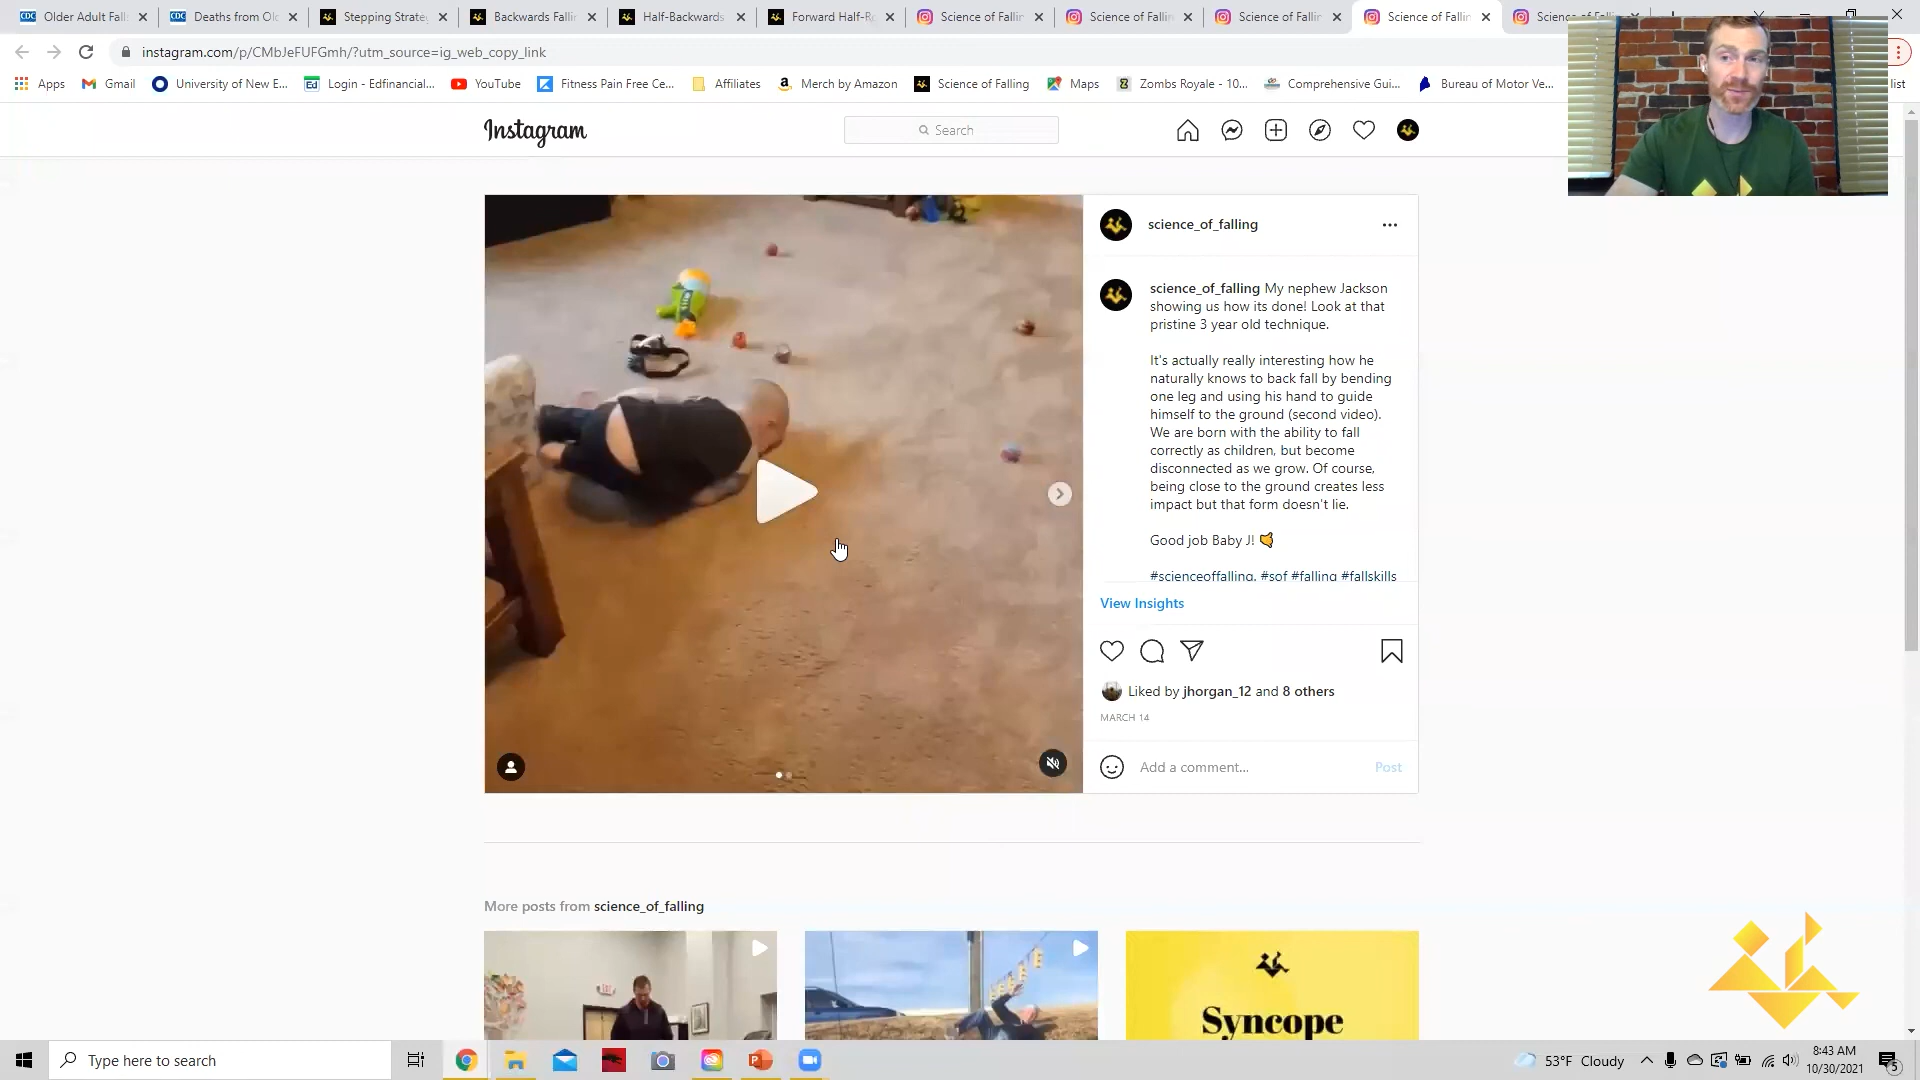 CDC Older Adult Fall
CDC Deaths from Old
Stepping Strateg
Backwards Fallin
Half-Backwards
Forward Half-R
Science of Fallin
Science of Fallin
Science of Fallin
Science of Fallin
instagram.com/p/CMbJeFUFGmh/?utm_source=ig_web_copy_link
Apps
Gmail
University of New E...
Ed Login - Edfinancial...
YouTube
Fitness Pain Free Ce...
Affiliates
Merch by Amazon
Science of Falling
Maps
Zombs Royale - 10...
Comprehensive Gui...
Bureau of Motor Ve...
list
Instagram
Search
science_of_falling
science_of_falling My nephew Jackson
showing us how its done! Look at that
pristine 3 year old technique.
It's actually really interesting how he
naturally knows to back fall by bending
one leg and using his hand to guide
himself to the ground (second video).
We are born with the ability to fall
correctly as children, but become
disconnected as we grow. Of course,
being close to the ground creates less
impact but that form doesn't lie.
Good job Baby J! 🤙
#scienceoffalling. #sof #falling #fallskills
View Insights
Liked by jhorgan_12 and 8 others
MARCH 14
Add a comment...
Post
More posts from science_of_falling
Syncope
Type here to search
53°F Cloudy
8:43 AM
10/30/2021
5